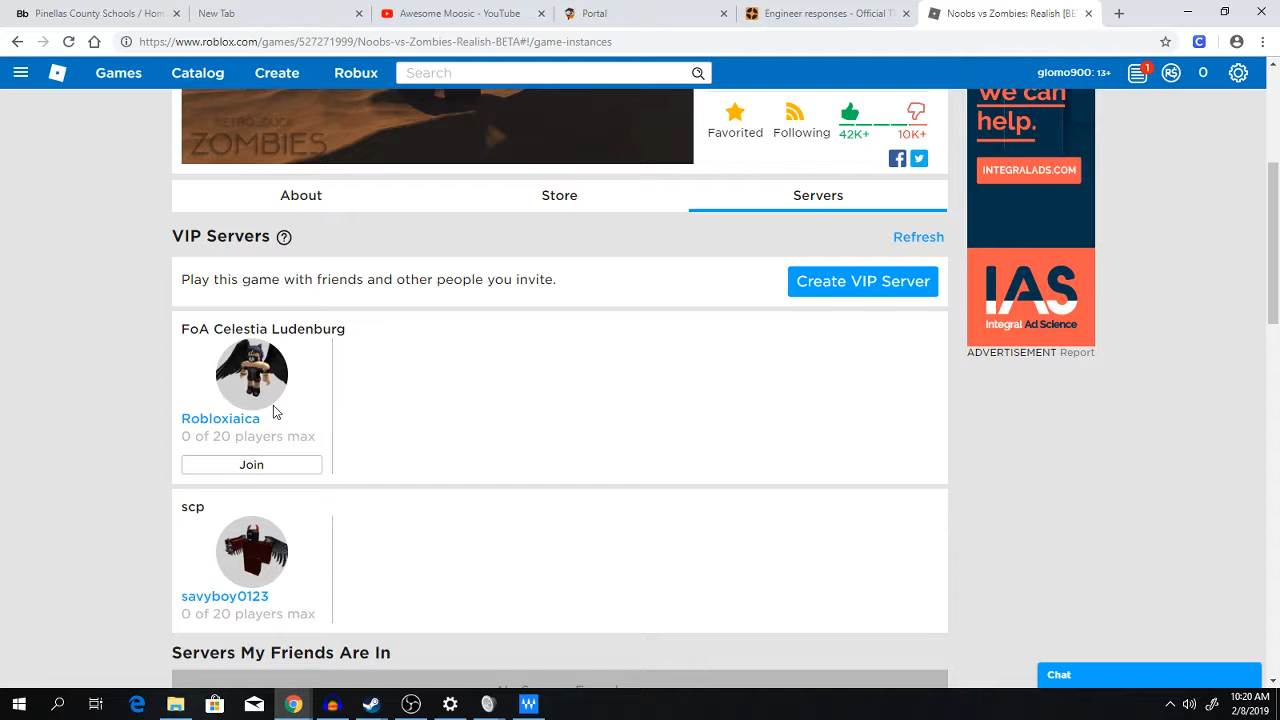 Bb Pinellas County Schools / Hom
New Tab
Awesome Moosic - YouTube
Portal
Engineer responses - Official TF
Noobs vs Zombies: Realish [BE
https://www.roblox.com/games/527271999/Noobs-vs-Zombies-Realish-BETA#!/game-instances
Games
Catalog
Create
Robux
Search
giomo900: 13+
1
0
we can
help.
INTEGRALADS.COM
ZOMBIES
Favorited
Following
42K+
10K+
About
Store
Servers
VIP Servers
Refresh
Play this game with friends and other people you invite.
Create VIP Server
IAS
Integral Ad Science
ADVERTISEMENT Report
FoA Celestia Ludenburg
Robloxiaica
0 of 20 players max
Join
scp
savyboy0123
0 of 20 players max
Servers My Friends Are In
Chat
10:20 AM
2/8/2019